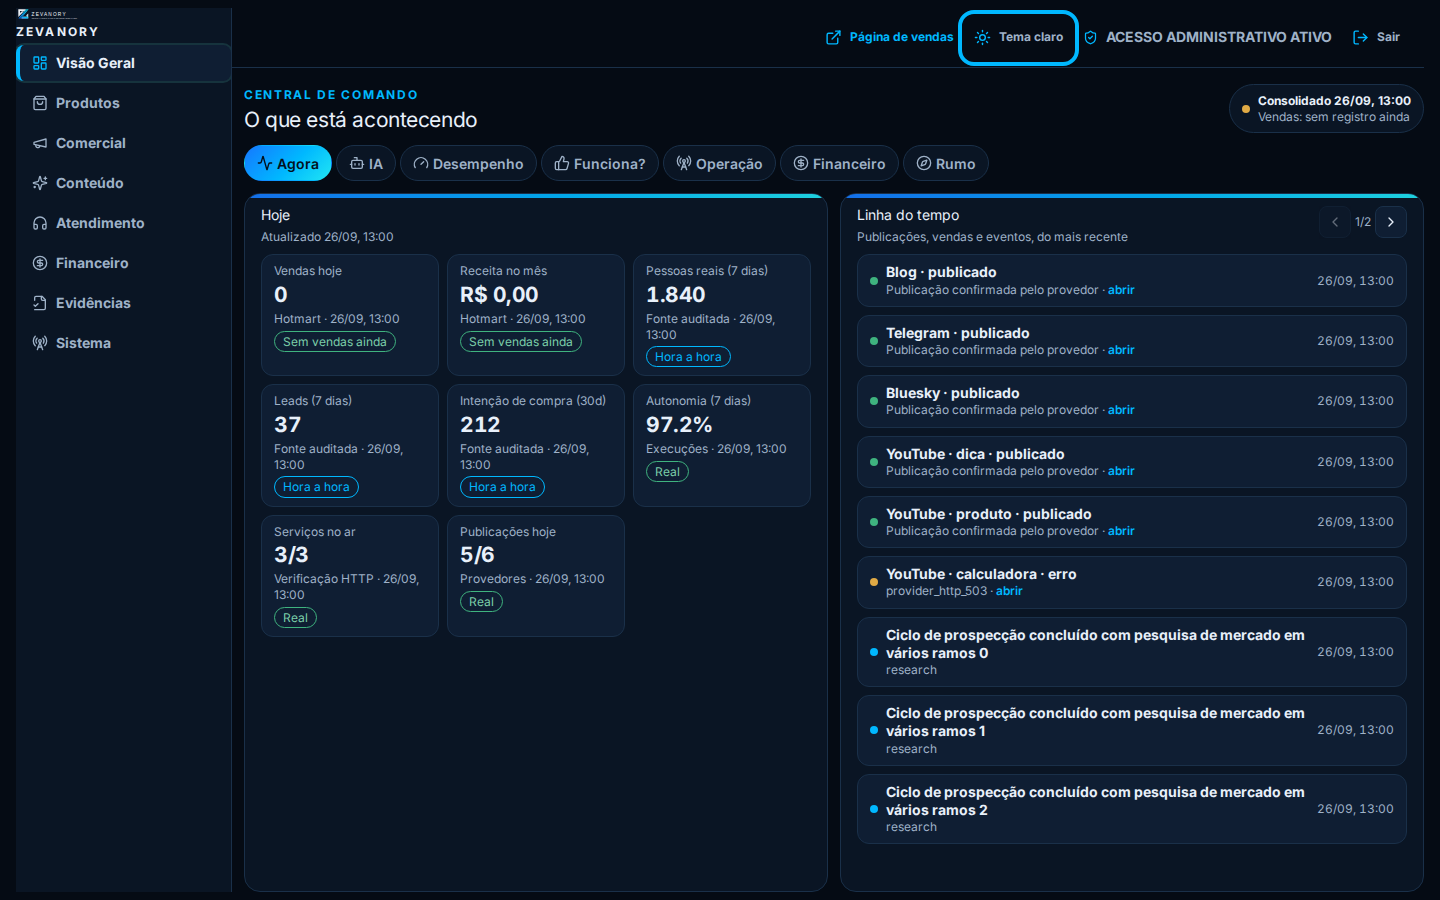 ZEVANORY
ZEVANORY
Visão Geral
Produtos
Comercial
Conteúdo
Atendimento
Financeiro
Evidências
Sistema
Página de vendas
Tema claro
ACESSO ADMINISTRATIVO ATIVO
Sair
CENTRAL DE COMANDO
O que está acontecendo
Consolidado 26/09, 13:00
Vendas: sem registro ainda
Agora
IA
Desempenho
Funciona?
Operação
Financeiro
Rumo
Hoje
Atualizado 26/09, 13:00
Vendas hoje
0
Hotmart · 26/09, 13:00
Sem vendas ainda
Receita no mês
R$ 0,00
Hotmart · 26/09, 13:00
Sem vendas ainda
Pessoas reais (7 dias)
1.840
Fonte auditada · 26/09,
13:00
Hora a hora
Leads (7 dias)
37
Fonte auditada · 26/09,
13:00
Hora a hora
Intenção de compra (30d)
212
Fonte auditada · 26/09,
13:00
Hora a hora
Autonomia (7 dias)
97.2%
Execuções · 26/09, 13:00
Real
Serviços no ar
3/3
Verificação HTTP · 26/09,
13:00
Real
Publicações hoje
5/6
Provedores · 26/09, 13:00
Real
Linha do tempo
Publicações, vendas e eventos, do mais recente
1/2
Blog · publicado
Publicação confirmada pelo provedor · abrir
26/09, 13:00
Telegram · publicado
Publicação confirmada pelo provedor · abrir
26/09, 13:00
Bluesky · publicado
Publicação confirmada pelo provedor · abrir
26/09, 13:00
YouTube · dica · publicado
Publicação confirmada pelo provedor · abrir
26/09, 13:00
YouTube · produto · publicado
Publicação confirmada pelo provedor · abrir
26/09, 13:00
YouTube · calculadora · erro
provider_http_503 · abrir
26/09, 13:00
Ciclo de prospecção concluído com pesquisa de mercado em
vários ramos 0
research
26/09, 13:00
Ciclo de prospecção concluído com pesquisa de mercado em
vários ramos 1
research
26/09, 13:00
Ciclo de prospecção concluído com pesquisa de mercado em
vários ramos 2
research
26/09, 13:00